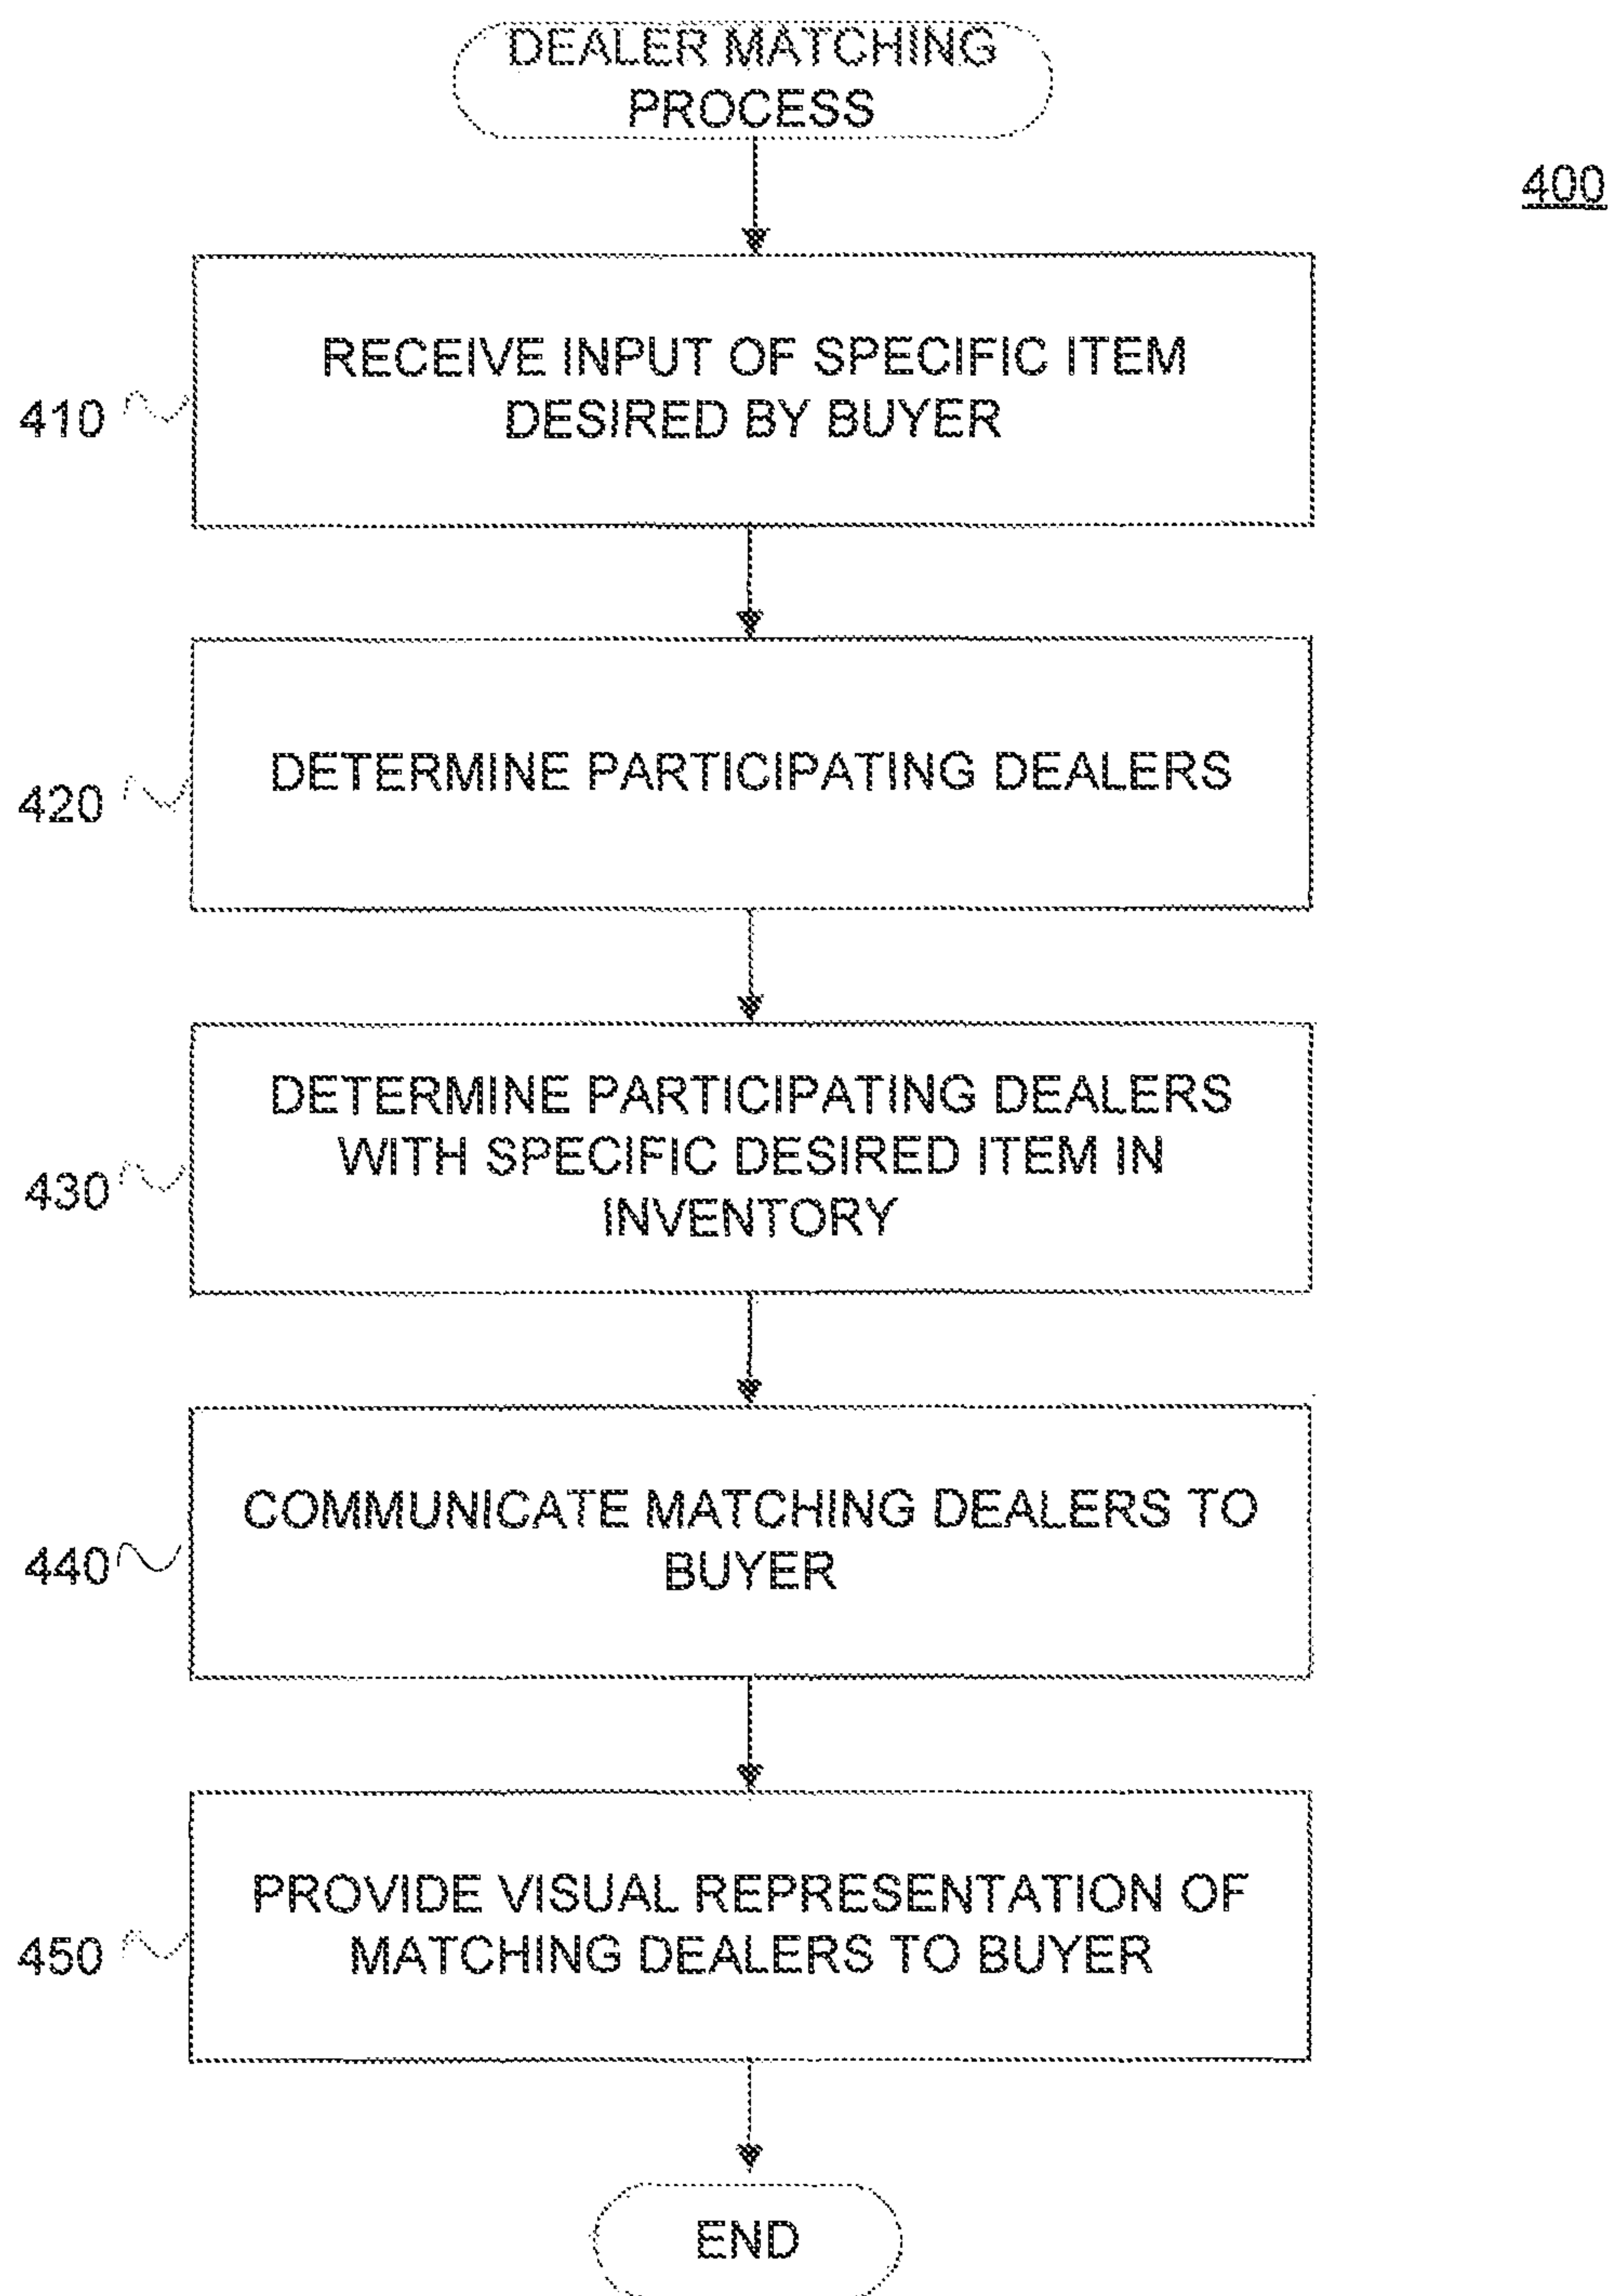 DEALER MATCHING
PROCESS
400
RECEIVE INPUT OF SPECIFIC ITEM
DESIRED BY BUYER
410
DETERMINE PARTICIPATING DEALERS
420
DETERMINE PARTICIPATING DEALERS
WITH SPECIFIC DESIRED ITEM IN
INVENTORY
430
COMMUNICATE MATCHING DEALERS TO
BUYER
440
PROVIDE VISUAL REPRESENTATION OF
MATCHING DEALERS TO BUYER
450
END